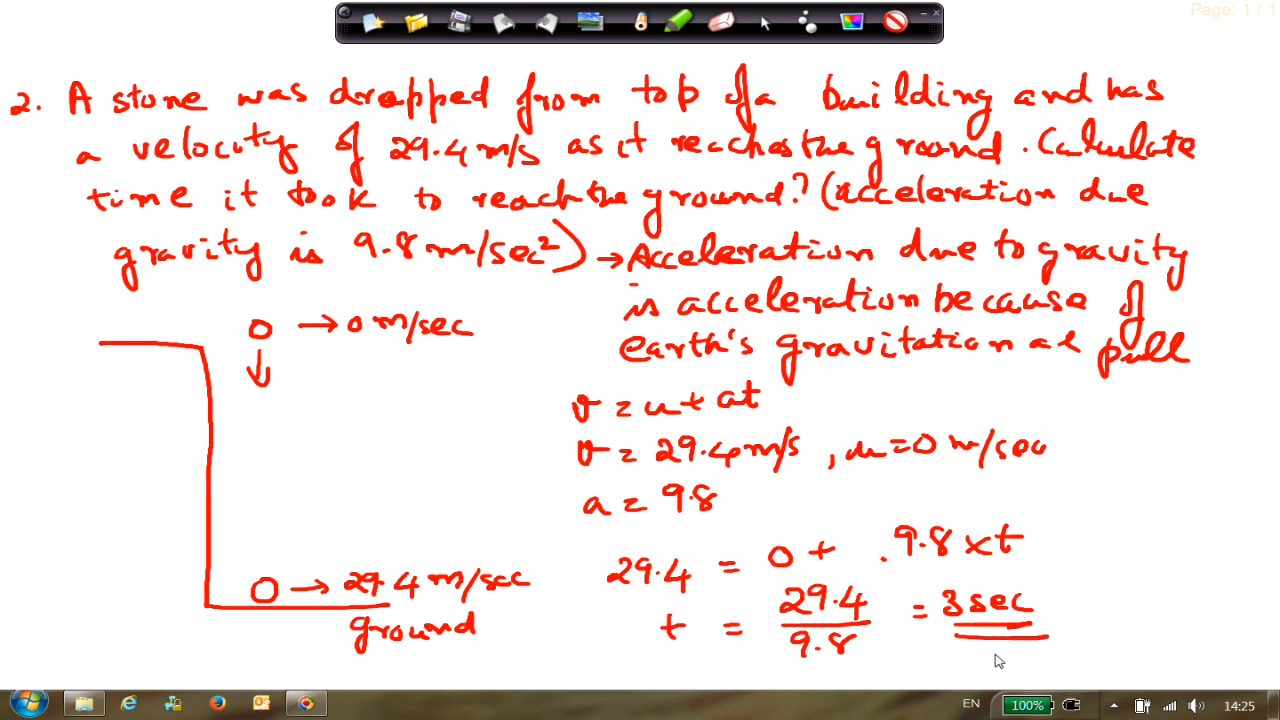 Page: 1 / 1
2. A stone was dropped from top of a building and has
a velocity of 29.4 m/s as it reaches the ground. Calculate
time it took to reach the ground? (Acceleration due
gravity is 9.8 m/sec²)
→ Acceleration due to gravity
is acceleration because of
earth's gravitational pull
O → 0 m/sec
v = u + at
v = 29.4 m/s, u = 0 m/sec
a = 9.8
29.4 = 0 + 9.8 x t
t = 29.4 / 9.8 = 3 sec
O → 29.4 m/sec
ground
EN
100%
14:25